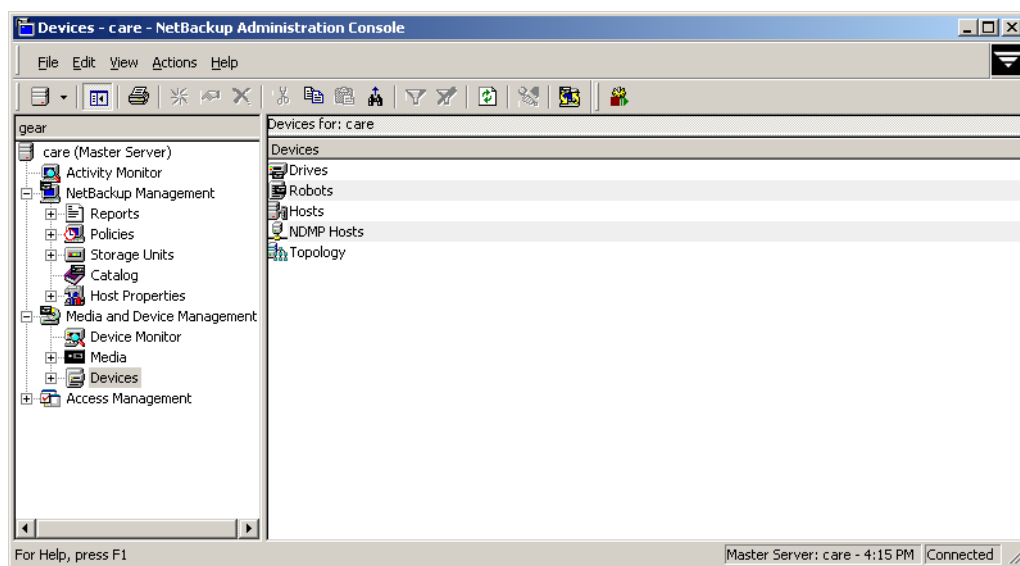 Devices - care - NetBackup Administration Console
File Edit View Actions Help
gear
Devices for: care
care (Master Server)
Activity Monitor
NetBackup Management
Reports
Policies
Storage Units
Catalog
Host Properties
Media and Device Management
Device Monitor
Media
Devices
Access Management
Devices
Drives
Robots
Hosts
NDMP Hosts
Topology
For Help, press F1
Master Server: care - 4:15 PM
Connected